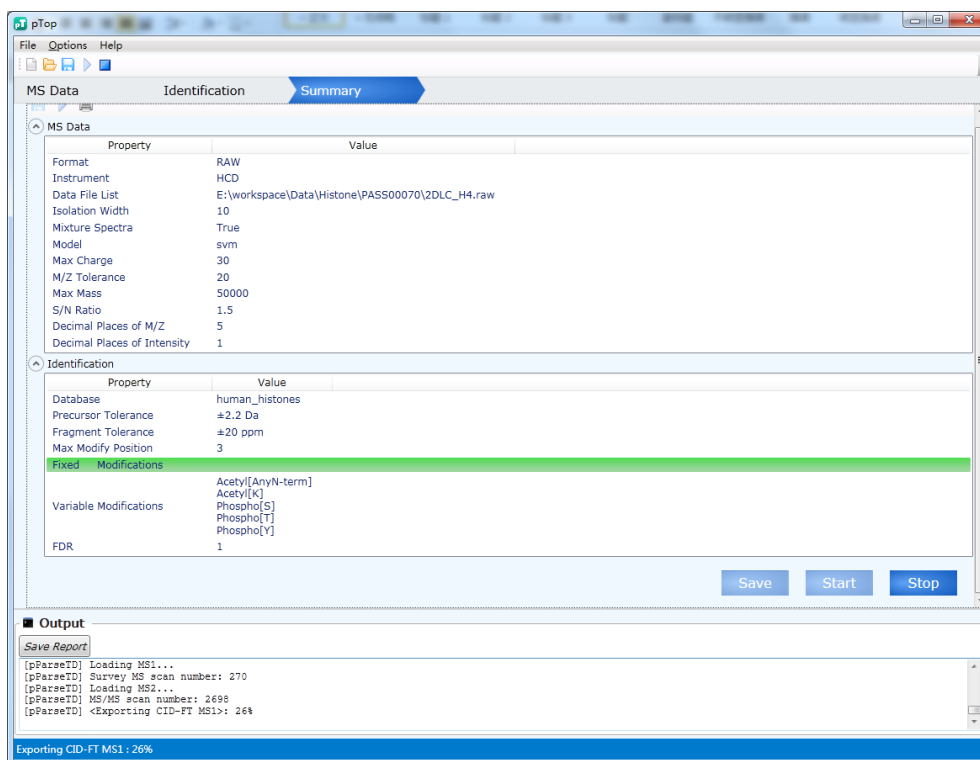 pTop
File Options Help
MS Data Identification Summary
MS Data
Property Value
Format RAW
Instrument HCD
Data File List E:\workspace\Data\Histone\PASS00070\2DLC_H4.raw
Isolation Width 10
Mixture Spectra True
Model svm
Max Charge 30
M/Z Tolerance 20
Max Mass 50000
S/N Ratio 1.5
Decimal Places of M/Z 5
Decimal Places of Intensity 1
Identification
Property Value
Database human_histones
Precursor Tolerance ±2.2 Da
Fragment Tolerance ±20 ppm
Max Modify Position 3
Fixed Modifications
Variable Modifications Acetyl[AnyN-term]
Acetyl[K]
Phospho[S]
Phospho[T]
Phospho[Y]
FDR 1
Save Start Stop
Output
Save Report
[pParseTD] Loading MS1...
[pParseTD] Survey MS scan number: 270
[pParseTD] Loading MS2...
[pParseTD] MS/MS scan number: 2698
[pParseTD] <Exporting CID-FT MS1>: 26%
Exporting CID-FT MS1 : 26%